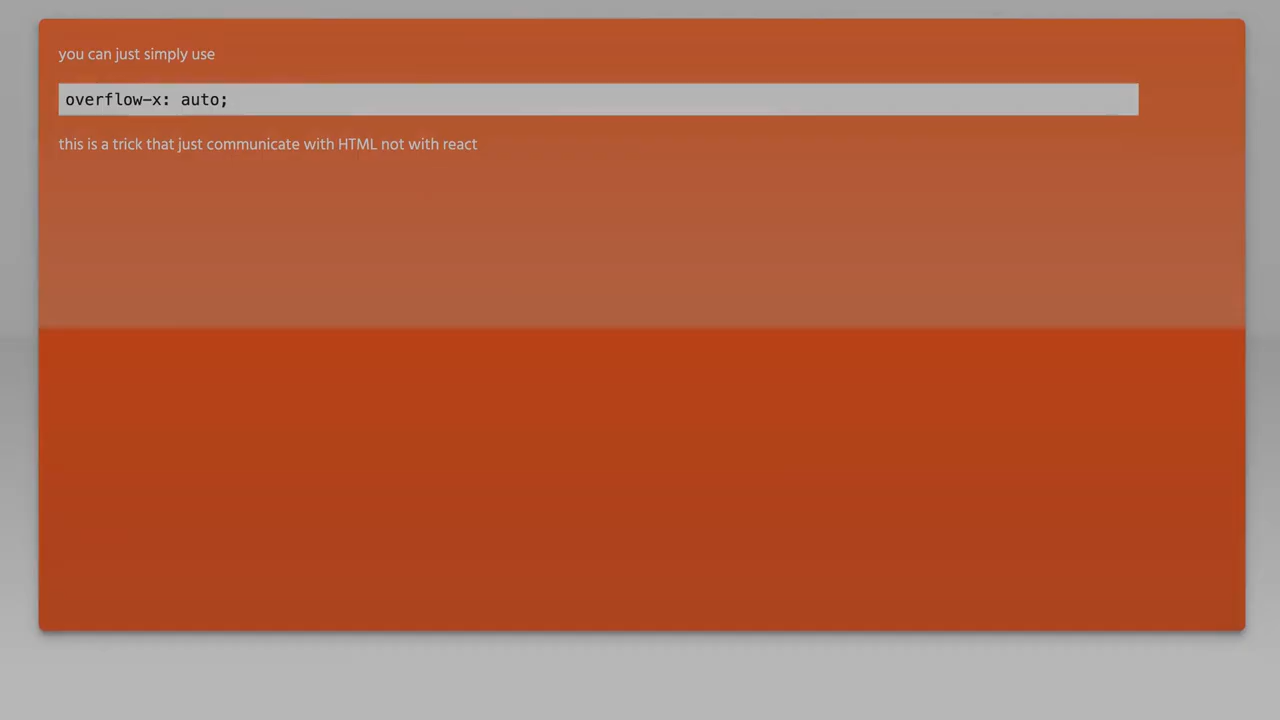 you can just simply use
overflow-x: auto;
this is a trick that just communicate with HTML not with react